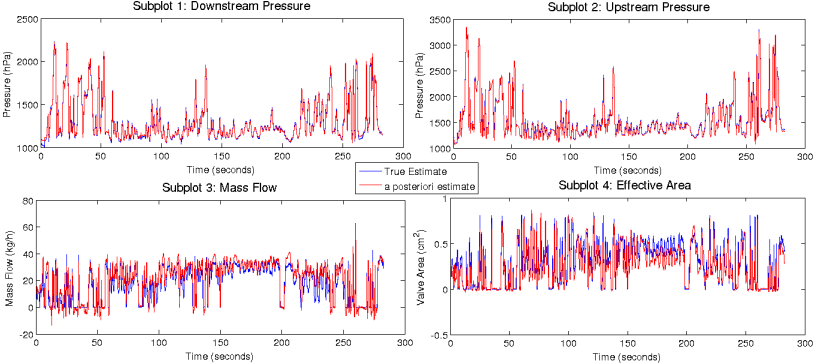 Subplot 1: Downstream Pressure
Pressure (hPa)
2500
2000
1500
1000
0 50 100 150 200 250 300
Time (seconds)
Subplot 2: Upstream Pressure
Pressure (hPa)
3500
3000
2500
2000
1500
1000
0 50 100 150 200 250 300
Time (seconds)
True Estimate
a posteriori estimate
Subplot 3: Mass Flow
Mass Flow (kg/h)
80
60
40
20
0
-20
0 50 100 150 200 250 300
Time (seconds)
Subplot 4: Effective Area
Valve Area (cm²)
1
0.5
0
-0.5
0 50 100 150 200 250 300
Time (seconds)